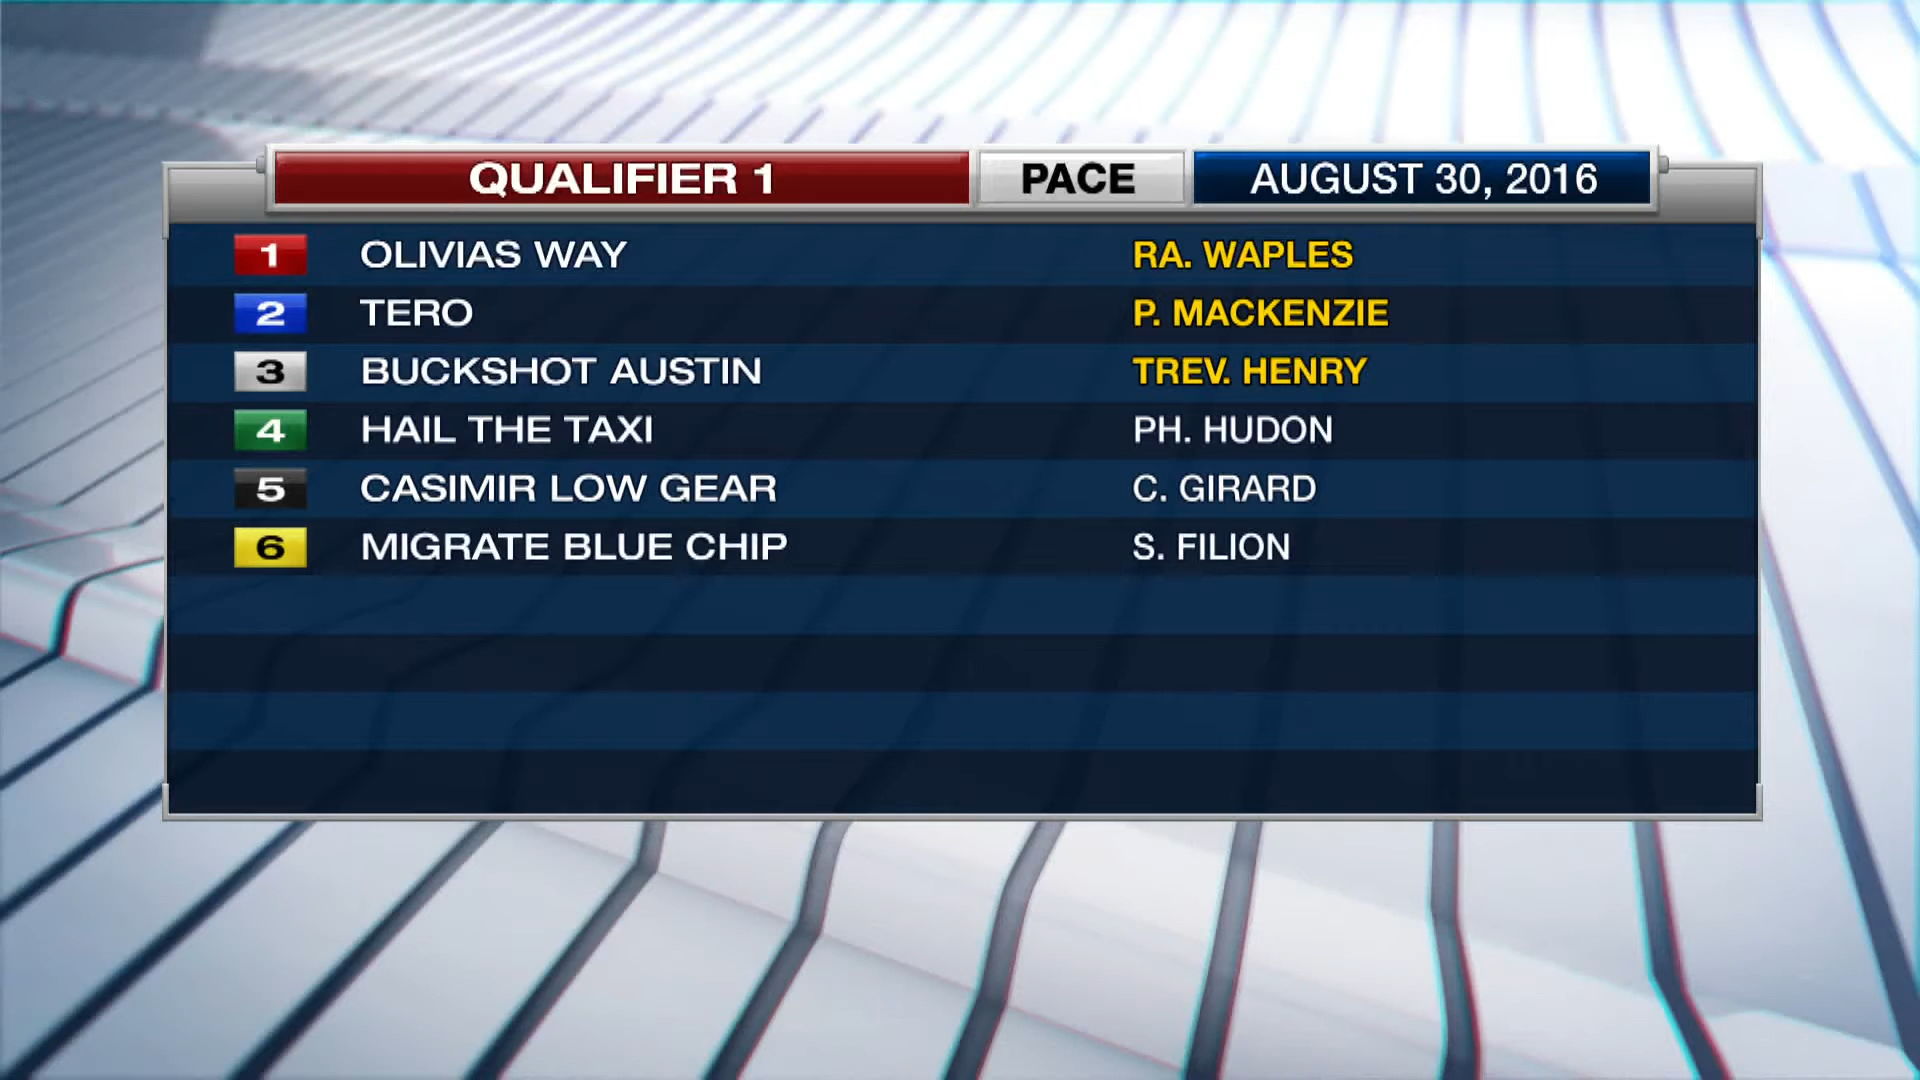 QUALIFIER 1 PACE AUGUST 30, 2016
1 OLIVIAS WAY RA. WAPLES
2 TERO P. MACKENZIE
3 BUCKSHOT AUSTIN TREV. HENRY
4 HAIL THE TAXI PH. HUDON
5 CASIMIR LOW GEAR C. GIRARD
6 MIGRATE BLUE CHIP S. FILION